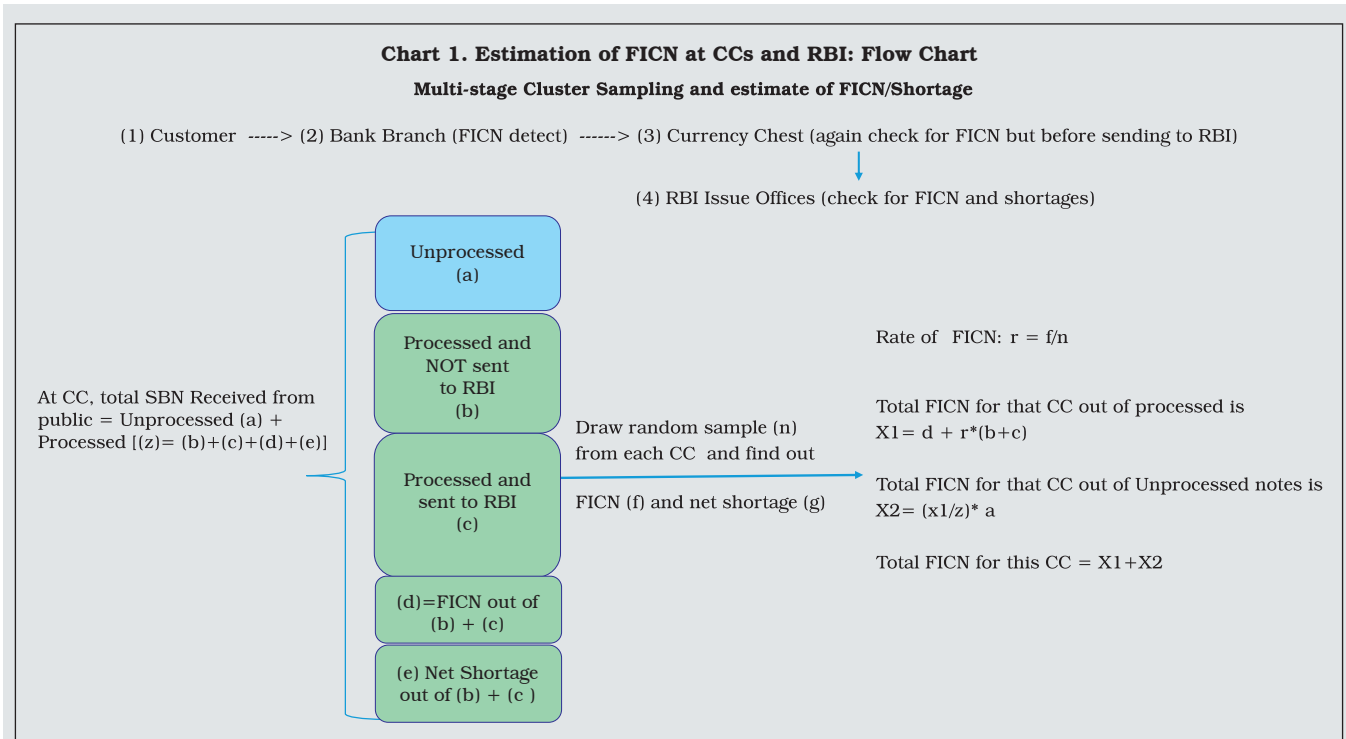 Chart 1. Estimation of FICN at CCs and RBI: Flow Chart
Multi-stage Cluster Sampling and estimate of FICN/Shortage
(1) Customer -----> (2) Bank Branch (FICN detect) ------> (3) Currency Chest (again check for FICN but before sending to RBI)
(4) RBI Issue Offices (check for FICN and shortages)
At CC, total SBN Received from
public = Unprocessed (a) +
Processed [(z)= (b)+(c)+(d)+(e)]
Unprocessed
(a)
Processed and
NOT sent
to RBI
(b)
Processed and
sent to RBI
(c)
(d)=FICN out of
(b) + (c)
(e) Net Shortage
out of (b) + (c )
Draw random sample (n)
from each CC and find out
FICN (f) and net shortage (g)
Rate of FICN: r = f/n
Total FICN for that CC out of processed is
X1= d + r*(b+c)
Total FICN for that CC out of Unprocessed notes is
X2= (x1/z)* a
Total FICN for this CC = X1+X2